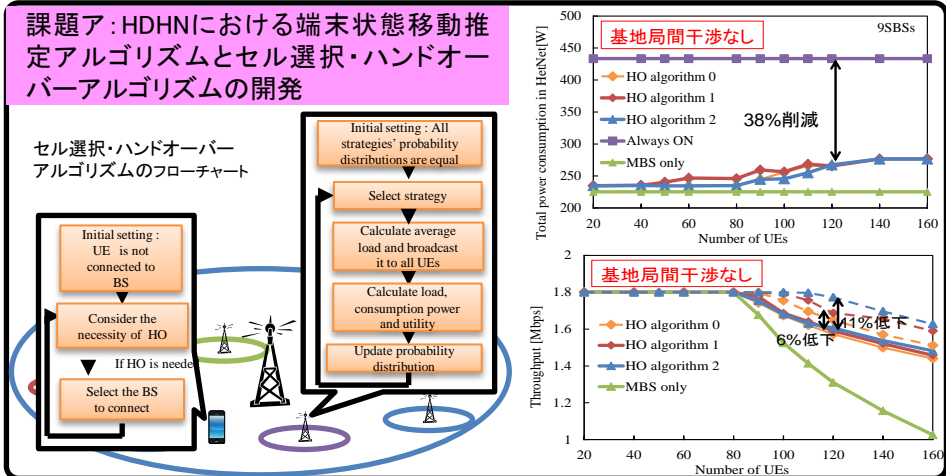 課題ア：HDHNにおける端末状態移動推
定アルゴリズムとセル選択・ハンドオー
バーアルゴリズムの開発
セル選択・ハンドオーバー
アルゴリズムのフローチャート
Initial setting :
UE is not
connected to
BS
Consider the
necessity of HO
If HO is neede
Select the BS
to connect
Initial setting : All
strategies' probability
distributions are equal
Select strategy
Calculate average
load and broadcast
it to all UEs
Calculate load,
consumption power
and utility
Update probability
distribution
基地局間干渉なし
9SBSs
HO algorithm 0
HO algorithm 1
HO algorithm 2
Always ON
MBS only
38%削減
Total power consumption in HetNet[W]
500
450
400
350
300
250
200
20 40 60 80 100 120 140 160
Number of UEs
基地局間干渉なし
HO algorithm 0
HO algorithm 1
HO algorithm 2
MBS only
11%低下
6%低下
Throughput [Mbps]
2
1.8
1.6
1.4
1.2
1
20 40 60 80 100 120 140 160
Number of UEs